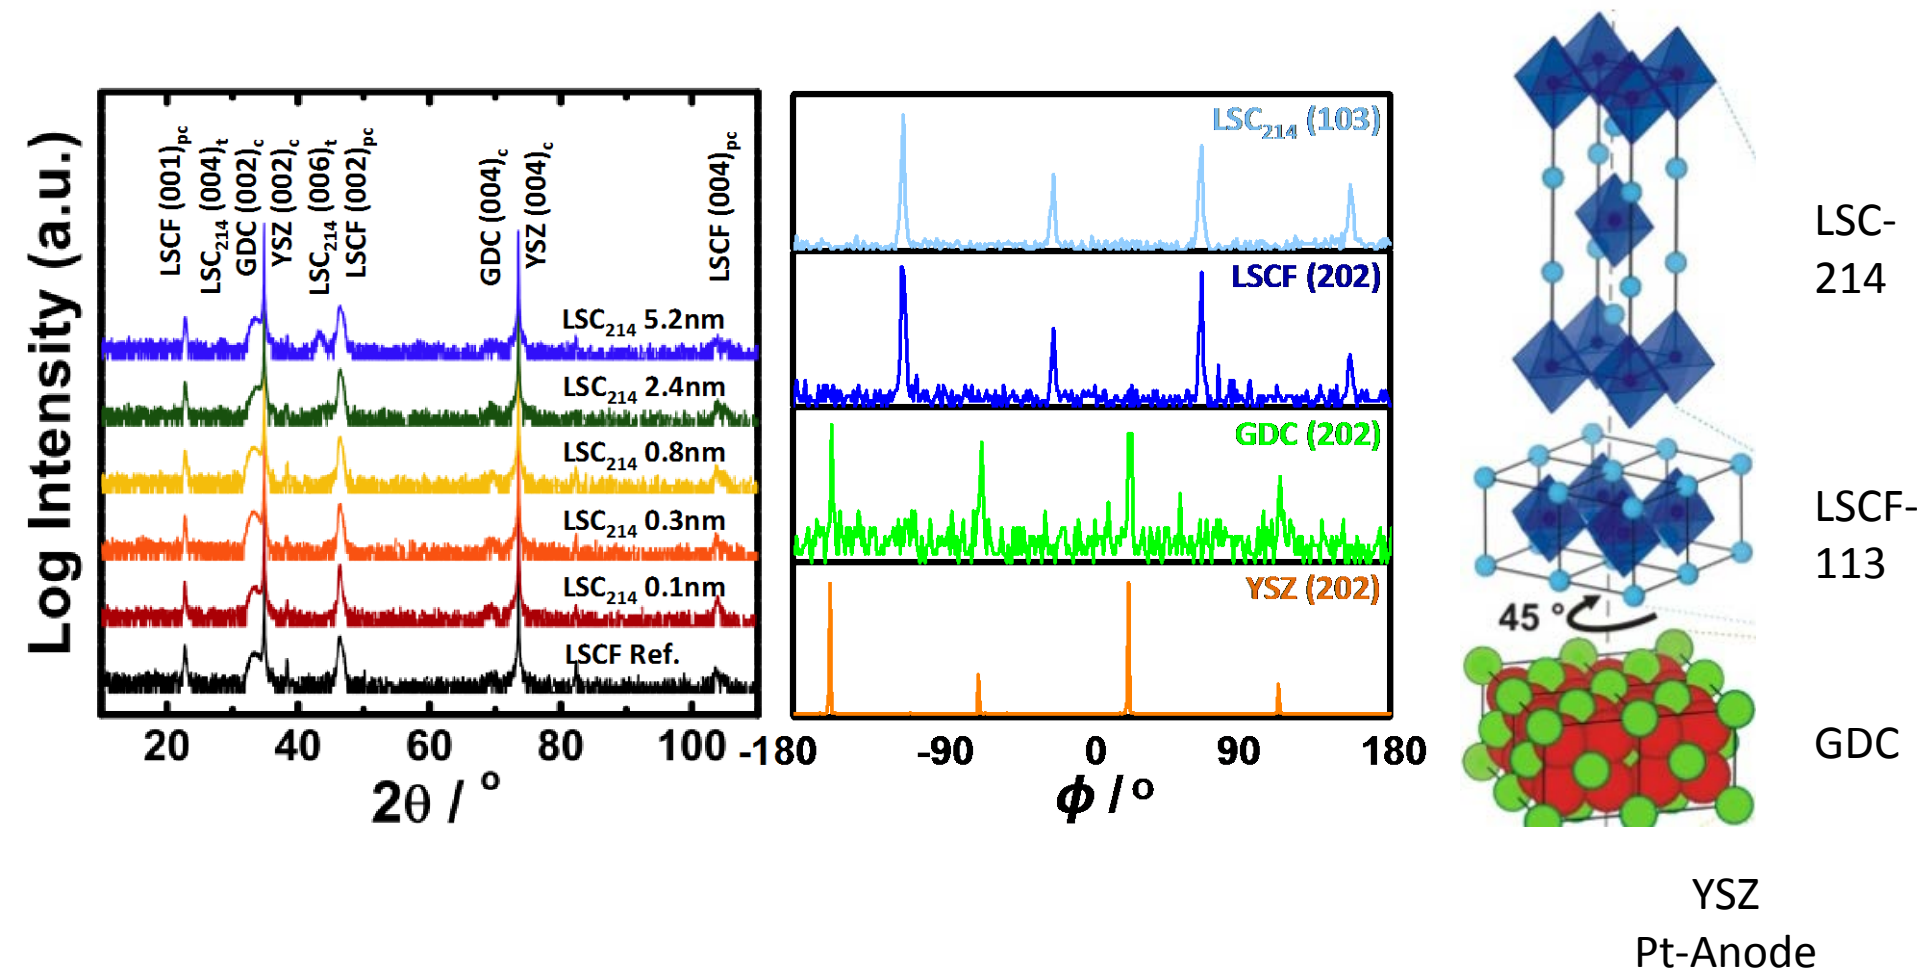 Log Intensity (a.u.)
LSCF (001)pc
LSC214 (004)t
GDC (002)c
YSZ (002)c
LSC214 (006)t
LSCF (002)pc
GDC (004)c
YSZ (004)c
LSCF (004)pc
LSC214 5.2nm
LSC214 2.4nm
LSC214 0.8nm
LSC214 0.3nm
LSC214 0.1nm
LSCF Ref.
20 40 60 80 100
2θ / °
LSC214 (103)
LSCF (202)
GDC (202)
YSZ (202)
-180 -90 0 90 180
ϕ / °
45 °
LSC-
214
LSCF-
113
GDC
YSZ
Pt-Anode